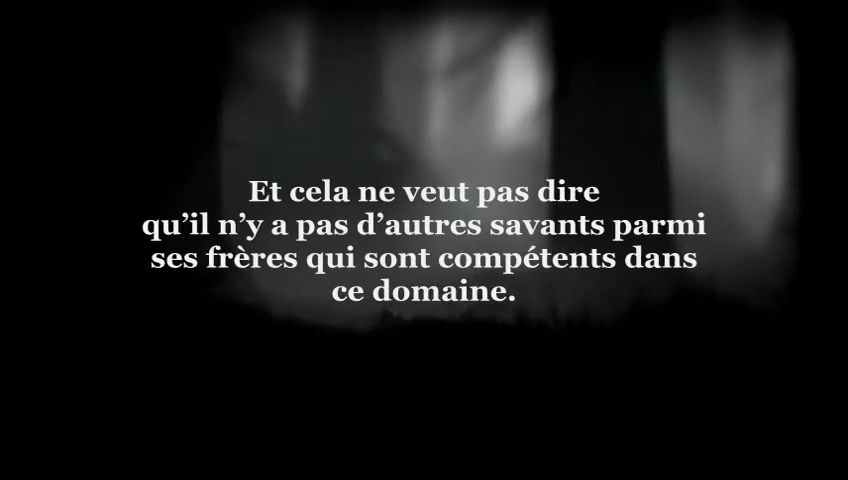 Et cela ne veut pas dire
qu’il n’y a pas d’autres savants parmi
ses frères qui sont compétents dans
ce domaine.